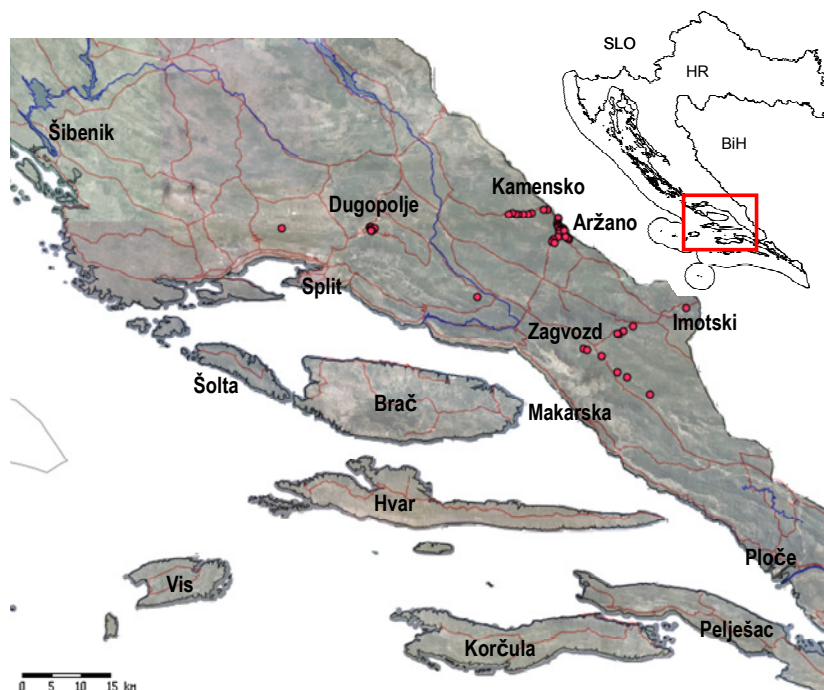 SLO
HR
BiH
Šibenik
Kamensko
Dugopolje
Aržano
Split
Zagvozd
Imotski
Šolta
Brač
Makarska
Hvar
Ploče
Vis
Pelješac
Korčula
0 5 10 15 км